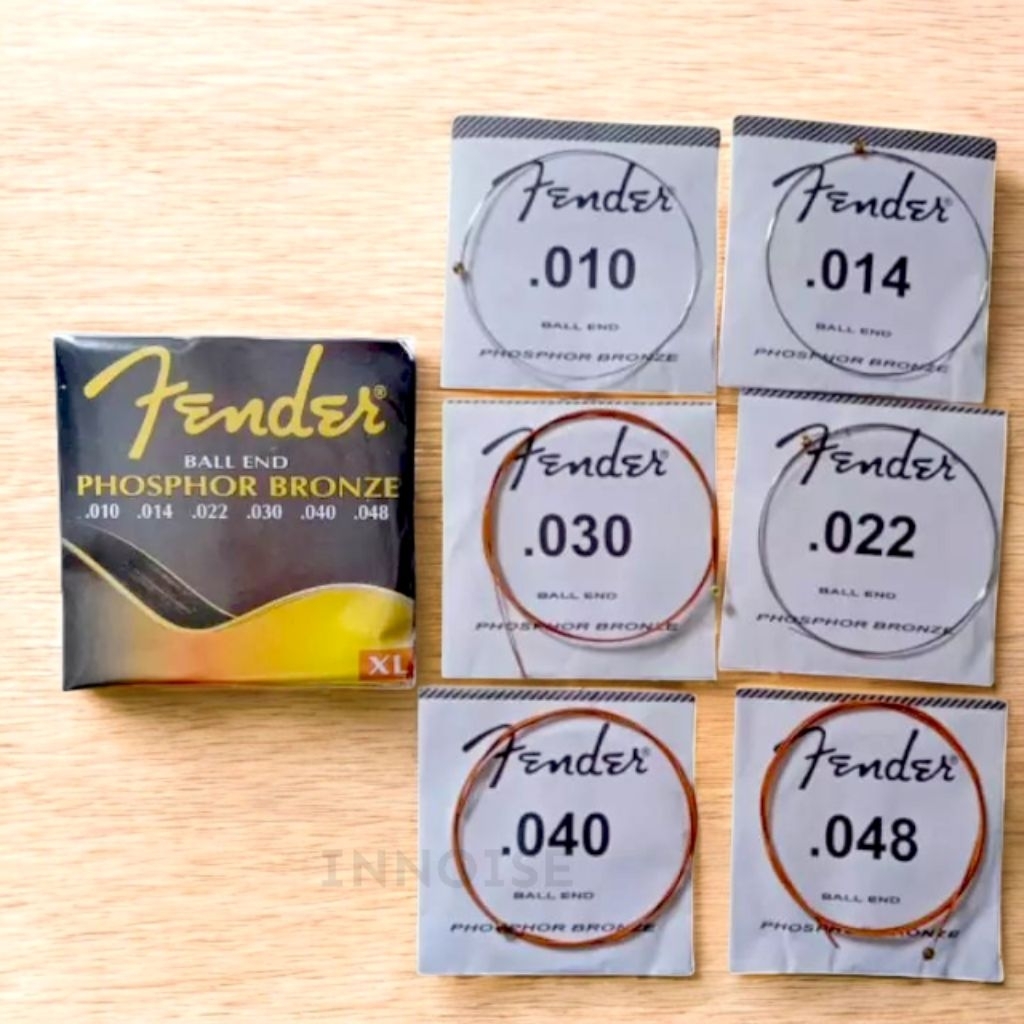 Fender®
BALL END
PHOSPHOR BRONZE
.010 .014 .022 .030 .040 .048
XL
Fender®
.010
BALL END
PHOSPHOR BRONZE
Fender®
.014
BALL END
PHOSPHOR BRONZE
Fender®
.030
BALL END
PHOSPHOR BRONZE
Fender®
.022
BALL END
PHOSPHOR BRONZE
Fender®
.040
BALL END
PHOSPHOR BRONZE
Fender®
.048
BALL END
PHOSPHOR BRONZE
INNOISE